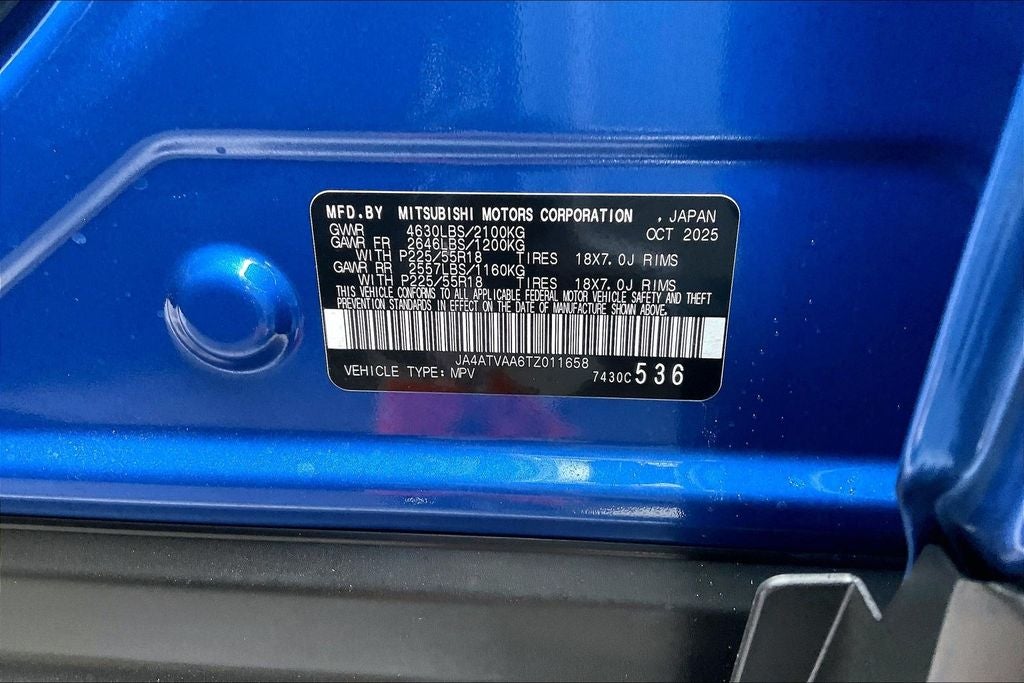 MFD.BY MITSUBISHI MOTORS CORPORATION , JAPAN
GVWR 4630LBS/2100KG OCT 2025
GAWR FR 2646LBS/1200KG
WITH P225/55R18 TIRES 18X7.0J RIMS
GAWR RR 2557LBS/1160KG
WITH P225/55R18 TIRES 18X7.0J RIMS
THIS VEHICLE CONFORMS TO ALL APPLICABLE FEDERAL MOTOR VEHICLE SAFETY AND THEFT
PREVENTION STANDARDS IN EFFECT ON THE DATE OF MANUFACTURE SHOWN ABOVE.
JA4ATVAA6TZ011658
VEHICLE TYPE: MPV 7430C 536